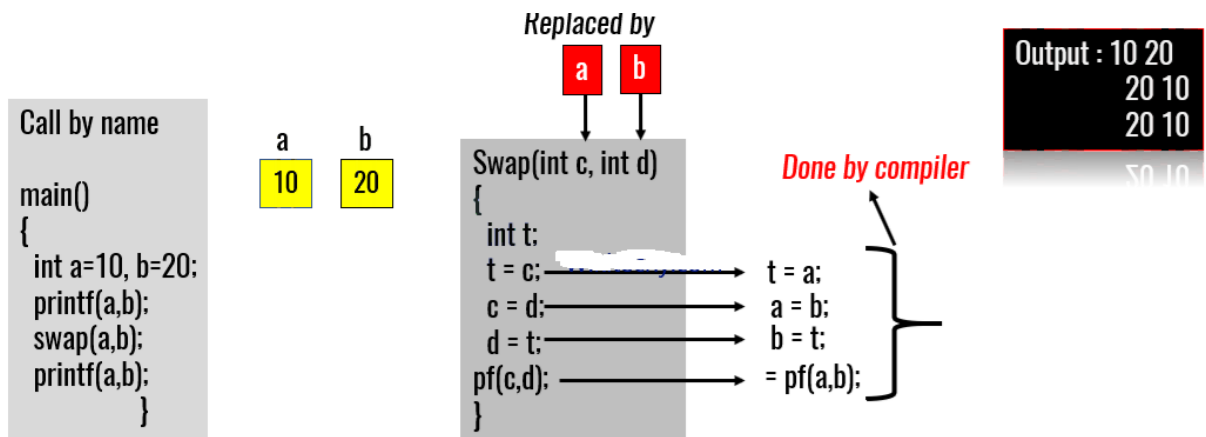 Replaced by
a b
Output : 10 20
20 10
20 10
Call by name
main()
{
int a=10, b=20;
printf(a,b);
swap(a,b);
printf(a,b);
}
a b
10 20
Swap(int c, int d)
{
int t;
t = c; t = a;
c = d; a = b;
d = t; b = t;
pf(c,d); = pf(a,b);
}
Done by compiler